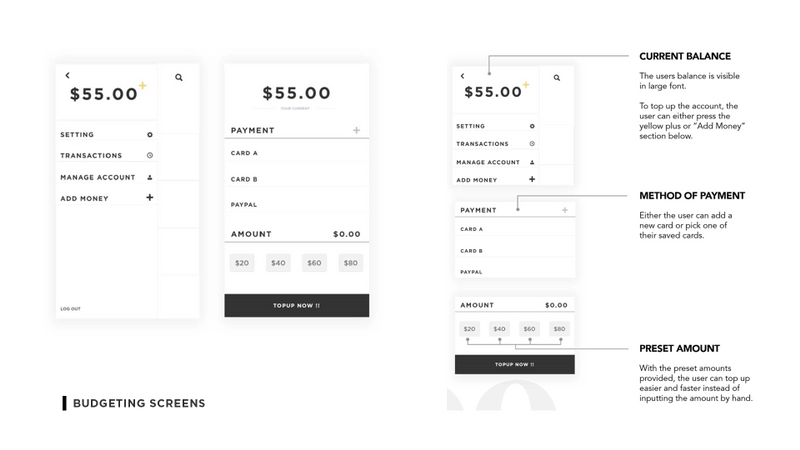 $55.00
SETTING
TRANSACTIONS
MANAGE ACCOUNT
ADD MONEY
LOG OUT
$55.00
PAYMENT
CARD A
CARD B
PAYPAL
AMOUNT $0.00
$20 $40 $60 $80
TOPUP NOW !!
BUDGETING SCREENS
$55.00
SETTING
TRANSACTIONS
MANAGE ACCOUNT
ADD MONEY
PAYMENT
CARD A
CARD B
PAYPAL
AMOUNT $0.00
$20 $40 $60 $80
TOPUP NOW !!
CURRENT BALANCE
The users balance is visible
in large font.
To top up the account, the
user can either press the
yellow plus or “Add Money”
section below.
METHOD OF PAYMENT
Either the user can add a
new card or pick one of
their saved cards.
PRESET AMOUNT
With the preset amounts
provided, the user can top up
easier and faster instead of
inputting the amount by hand.